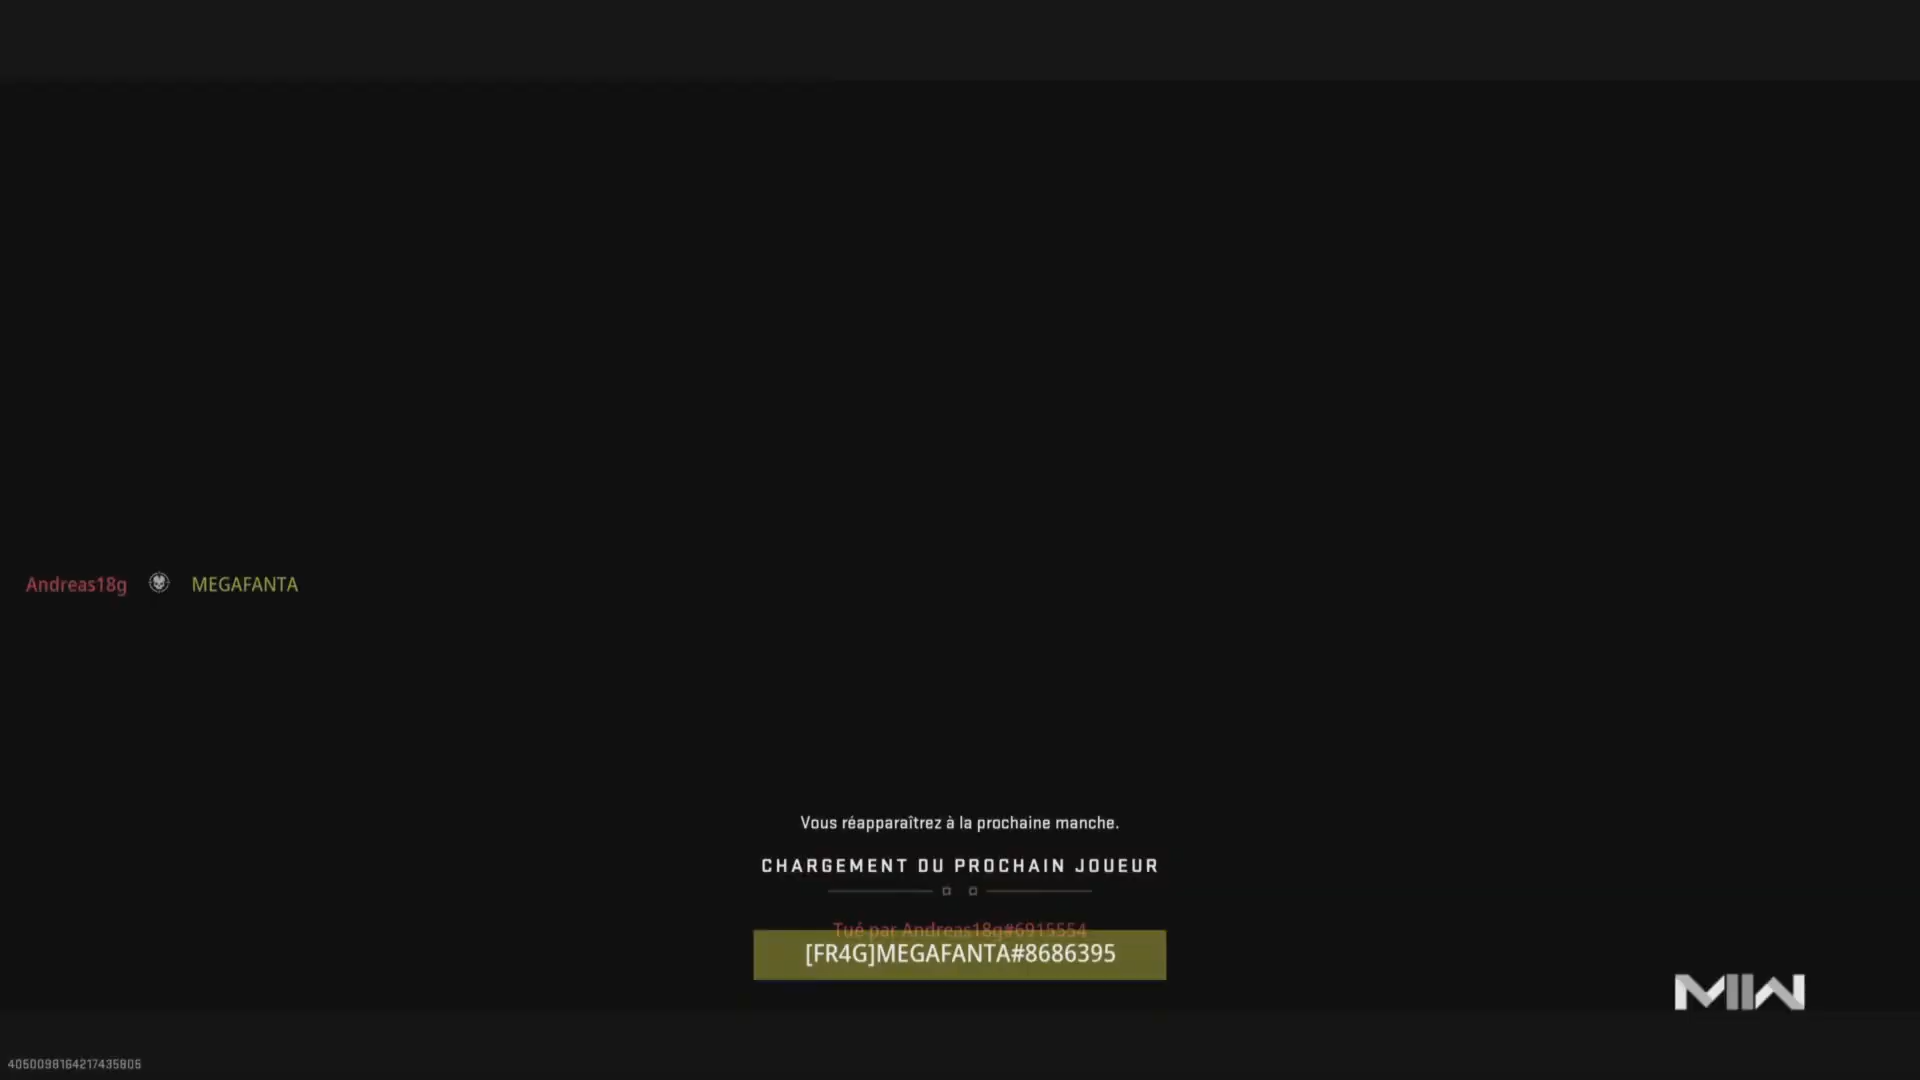 Andreas18g MEGAFANTA
Vous réapparaîtrez à la prochaine manche.
CHARGEMENT DU PROCHAIN JOUEUR
Tué par Andreas18g#6915554
[FR4G]MEGAFANTA#8686395
MIIW
4050098164217435805